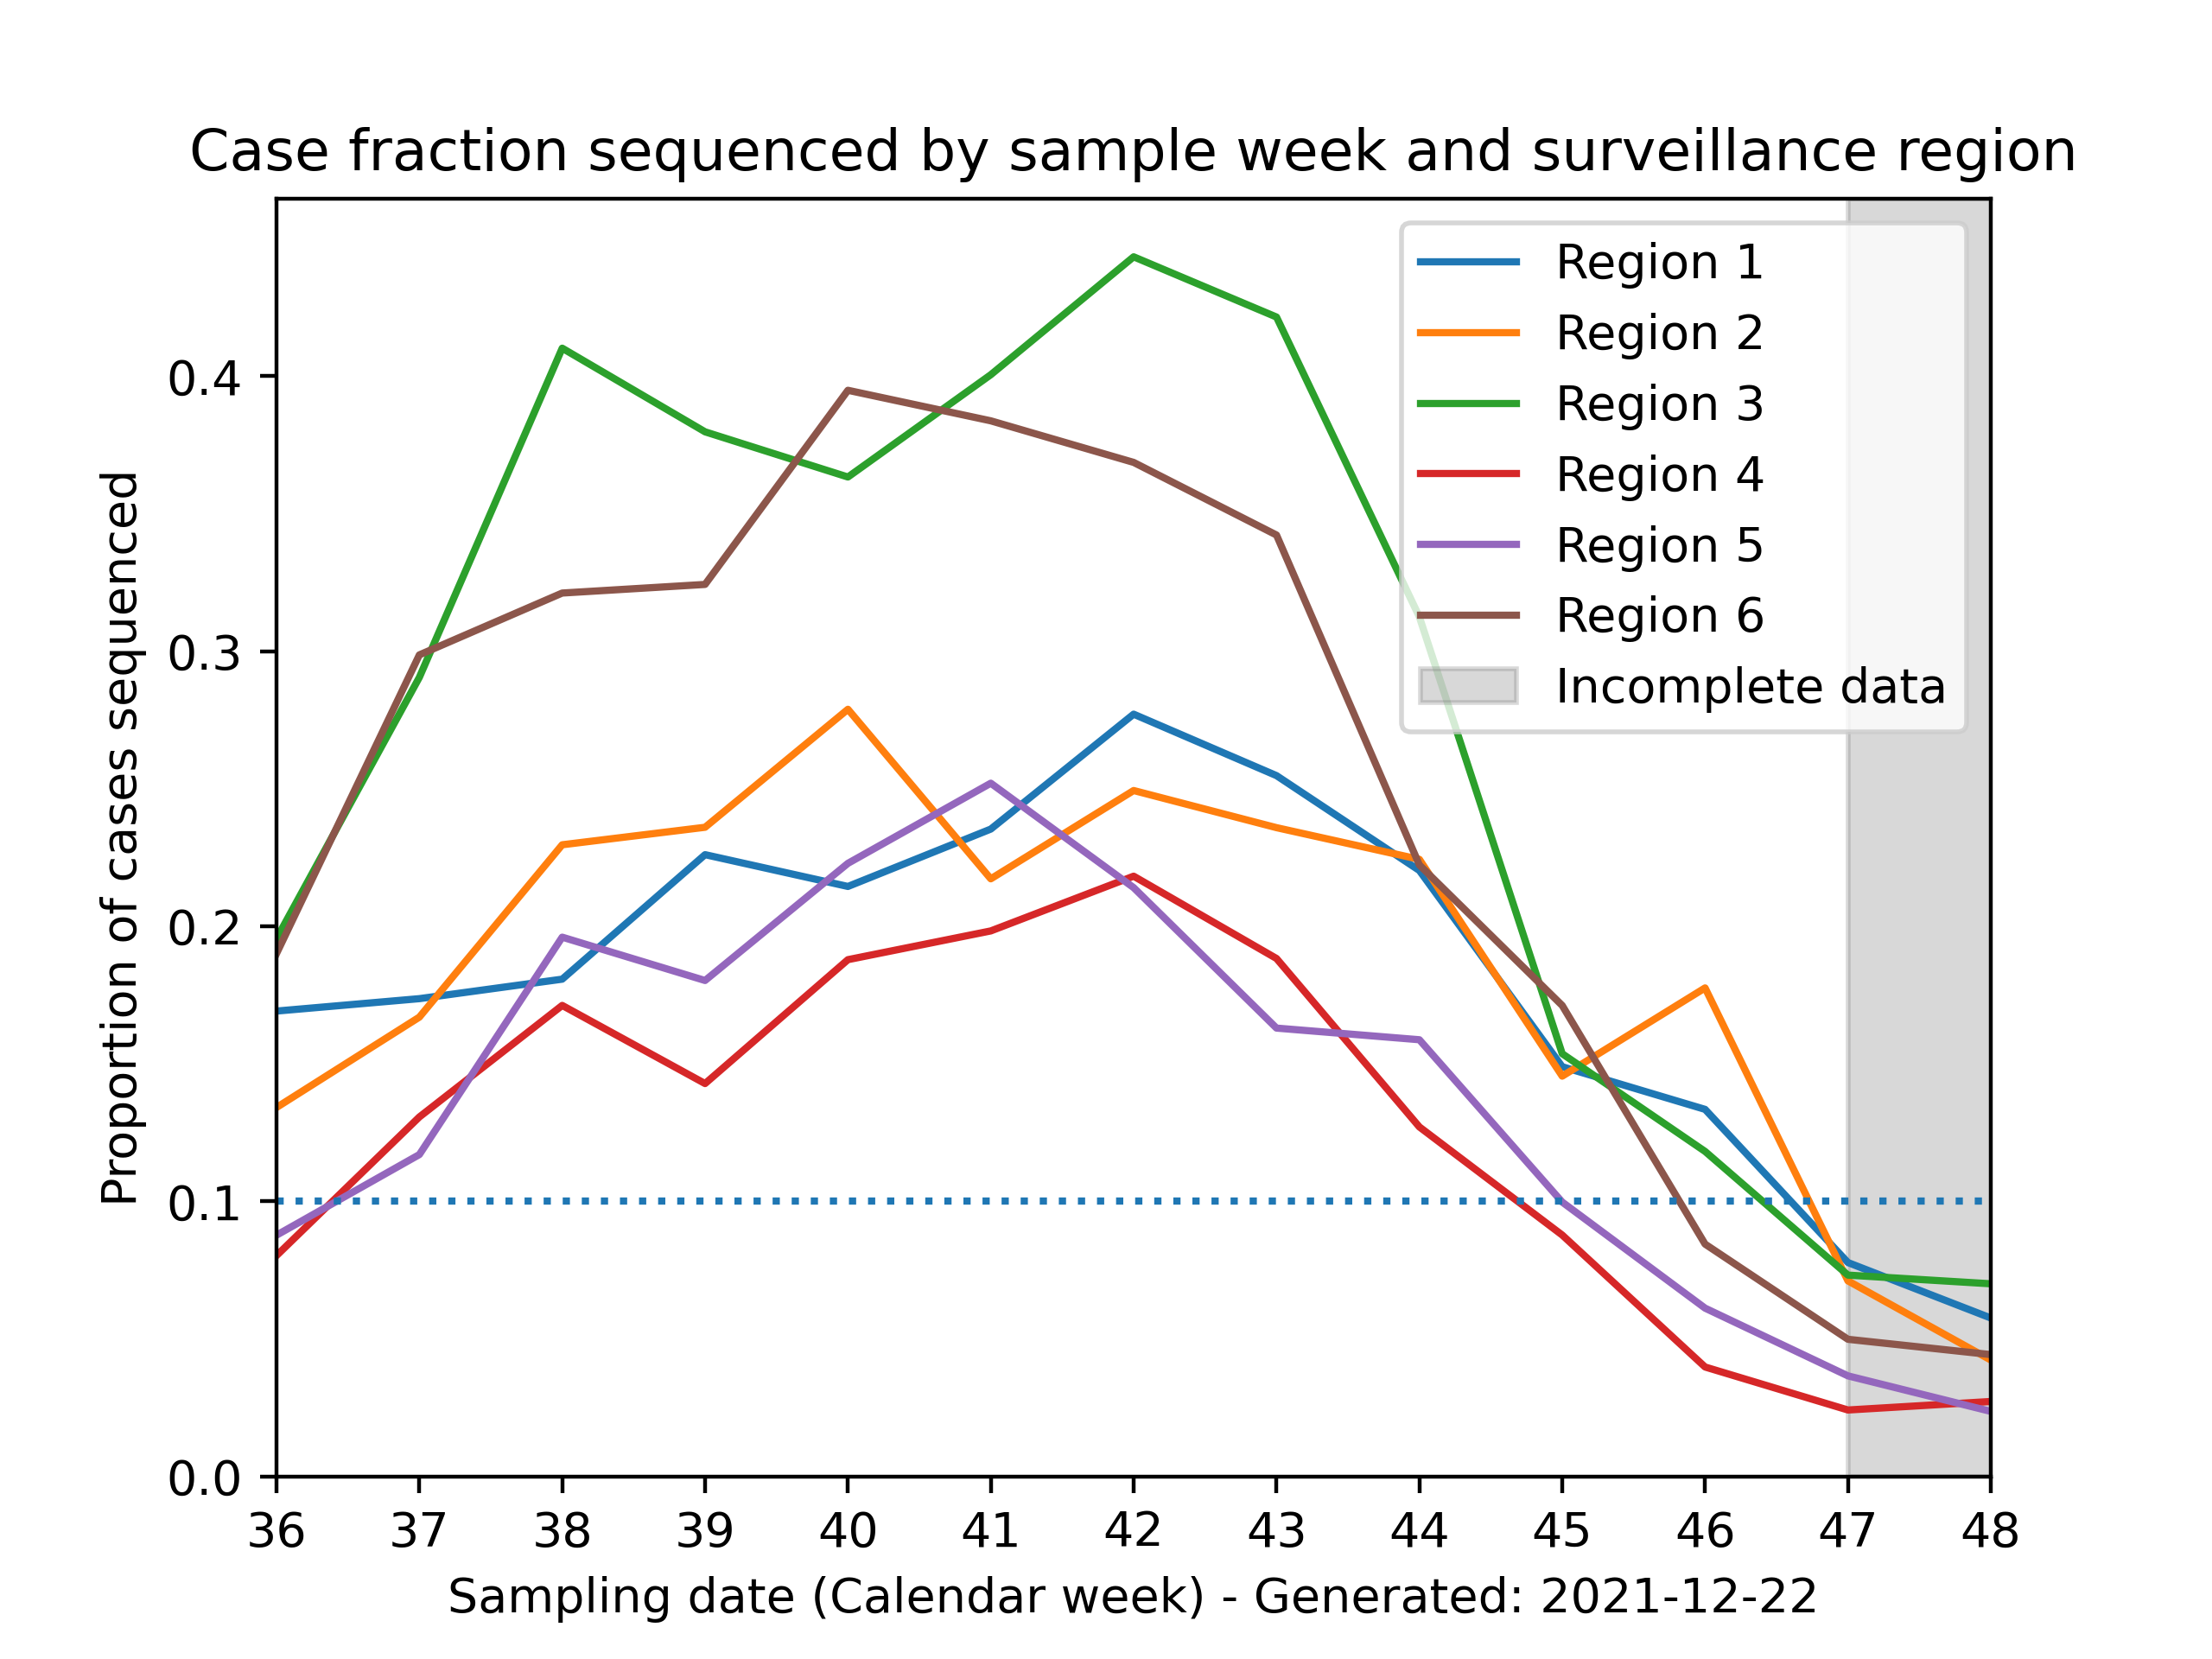 Case fraction sequenced by sample week and surveillance region
Region 1
Region 2
Region 3
Region 4
Region 5
Region 6
Incomplete data
Proportion of cases sequenced
0.4
0.3
0.2
0.1
0.0
36 37 38 39 40 41 42 43 44 45 46 47 48
Sampling date (Calendar week) - Generated: 2021-12-22